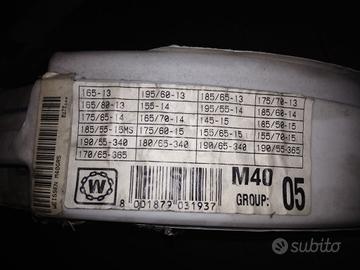 165-13 195/60-13 185/65-13 175/70-13
165/80-13 155-14 195/55-14 185/60-14
175/65-14 165/70-14 145-15 185/50-15
185/55-15MS 175/60-15 155/65-15 155/70-15
190/55-340 180/65-340 190/65-340 190/55-365
170/65-365
M40
GROUP: 05
W
8 001879 031937
subito